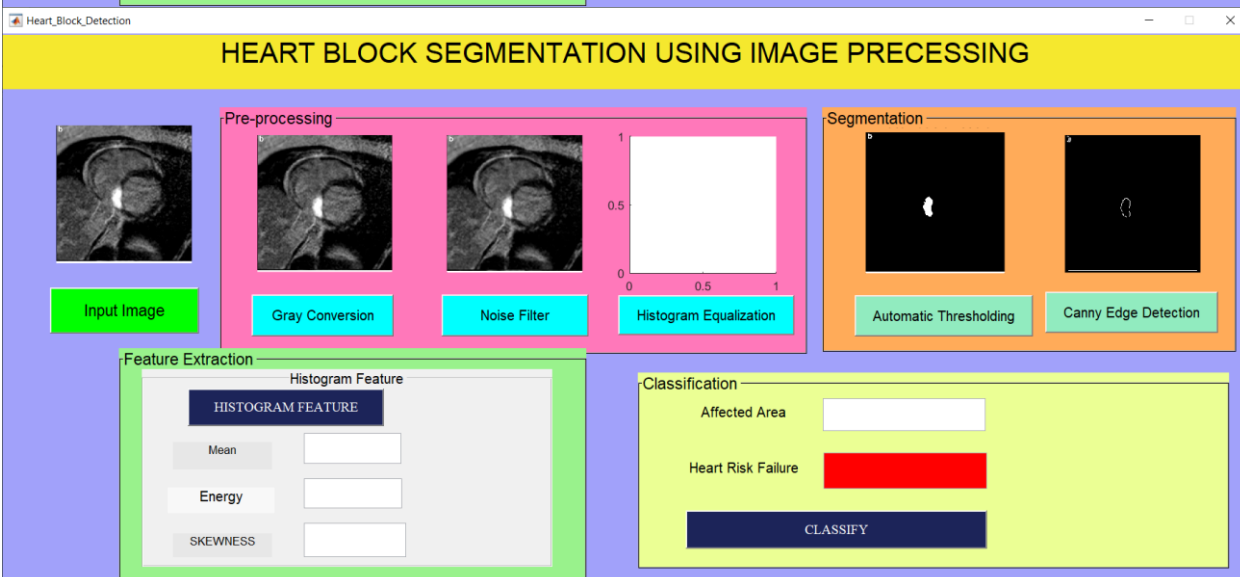 Heart_Block_Detection
HEART BLOCK SEGMENTATION USING IMAGE PRECESSING
Pre-processing
Segmentation
b
b
b
1
0.5
0
0
0.5
1
b
a
Input Image
Gray Conversion
Noise Filter
Histogram Equalization
Automatic Thresholding
Canny Edge Detection
Feature Extraction
Histogram Feature
HISTOGRAM FEATURE
Mean
Energy
SKEWNESS
Classification
Affected Area
Heart Risk Failure
CLASSIFY